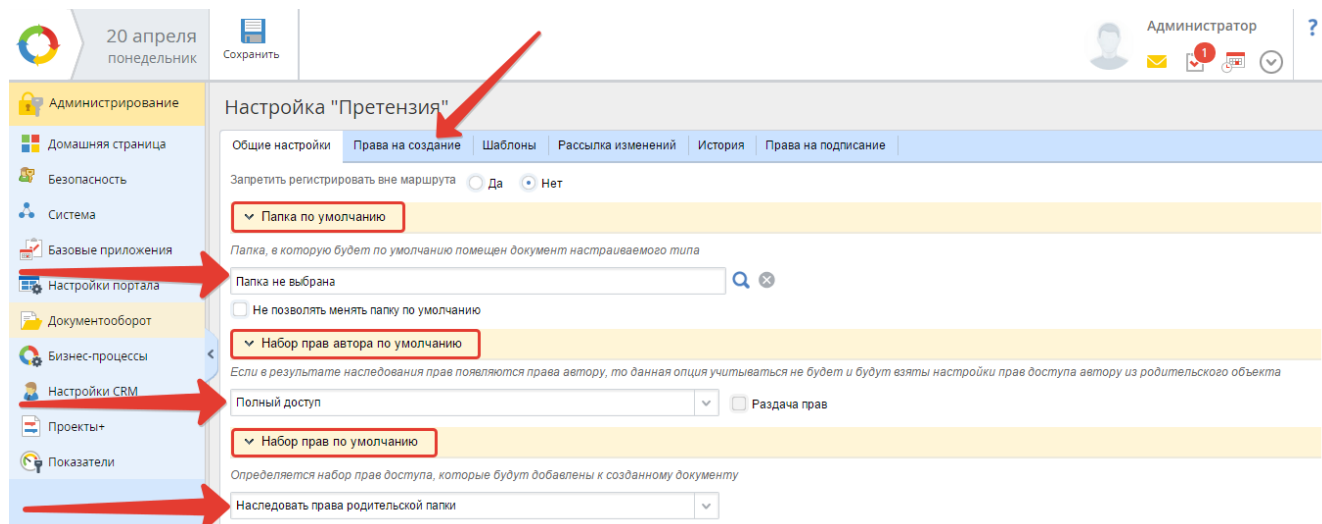 20 апреля
понедельник
Сохранить
Администратор
?
1
Администрирование
Домашняя страница
Безопасность
Система
Базовые приложения
Настройки портала
Документооборот
Бизнес-процессы
Настройки CRM
Проекты+
Показатели
Настройка "Претензия"
Общие настройки Права на создание Шаблоны Рассылка изменений История Права на подписание
Запретить регистрировать вне маршрута Да Нет
Папка по умолчанию
Папка, в которую будет по умолчанию помещен документ настраиваемого типа
Папка не выбрана
Не позволять менять папку по умолчанию
Набор прав автора по умолчанию
Если в результате наследования прав появляются права автору, то данная опция учитываться не будет и будут взяты настройки прав доступа автору из родительского объекта
Полный доступ Раздача прав
Набор прав по умолчанию
Определяется набор прав доступа, которые будут добавлены к созданному документу
Наследовать права родительской папки